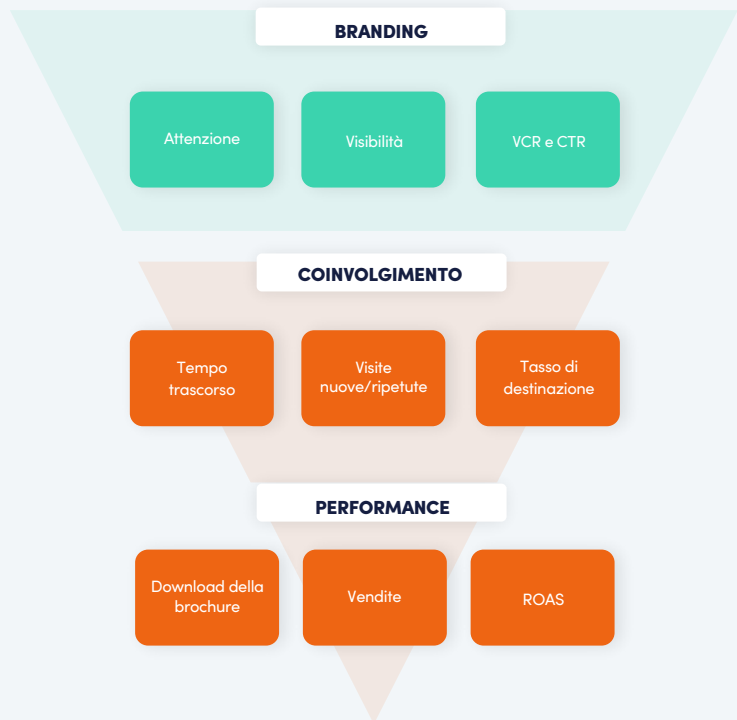 BRANDING
Attenzione
Visibilità
VCR e CTR
COINVOLGIMENTO
Tempo
trascorso
Visite
nuove/ripetute
Tasso di
destinazione
PERFORMANCE
Download della
brochure
Vendite
ROAS